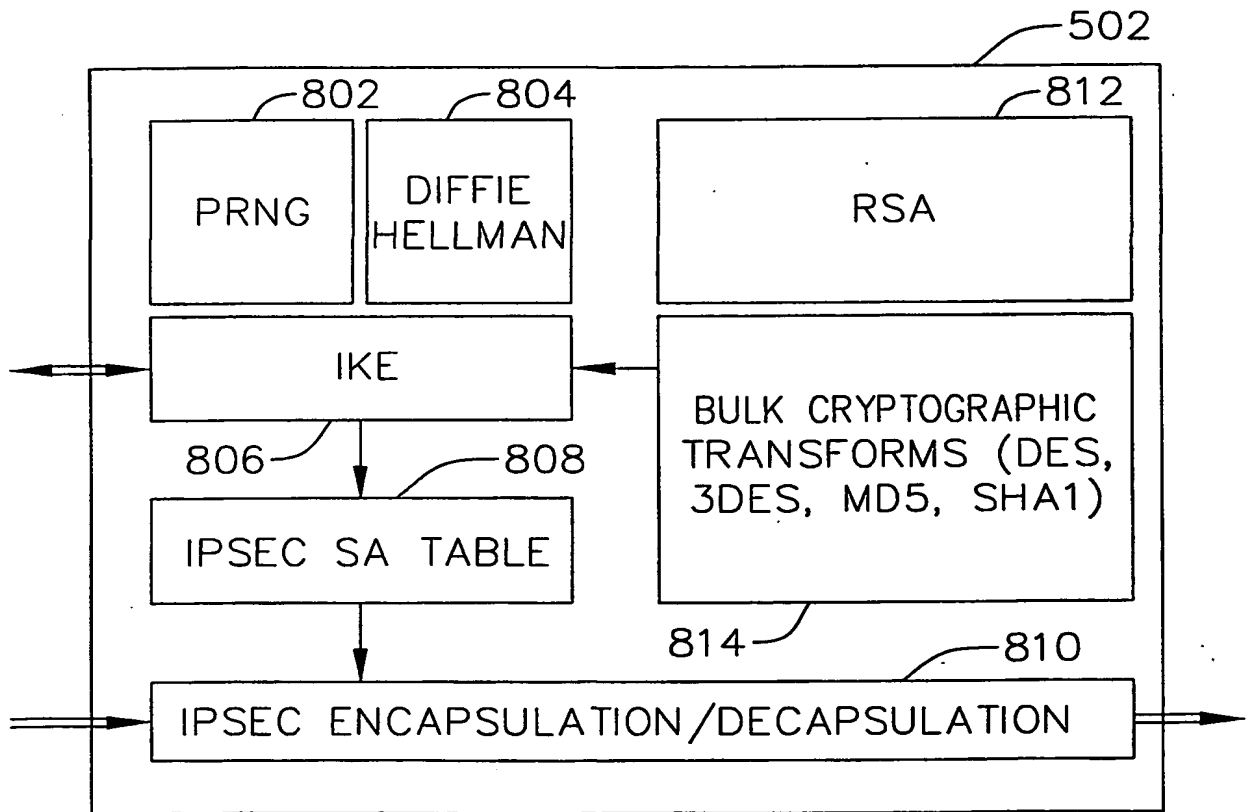 502
802
804
812
PRNG
DIFFIE
HELLMAN
RSA
IKE
BULK CRYPTOGRAPHIC
TRANSFORMS (DES,
3DES, MD5, SHA1)
806
808
IPSEC SA TABLE
814
810
IPSEC ENCAPSULATION/DECAPSULATION